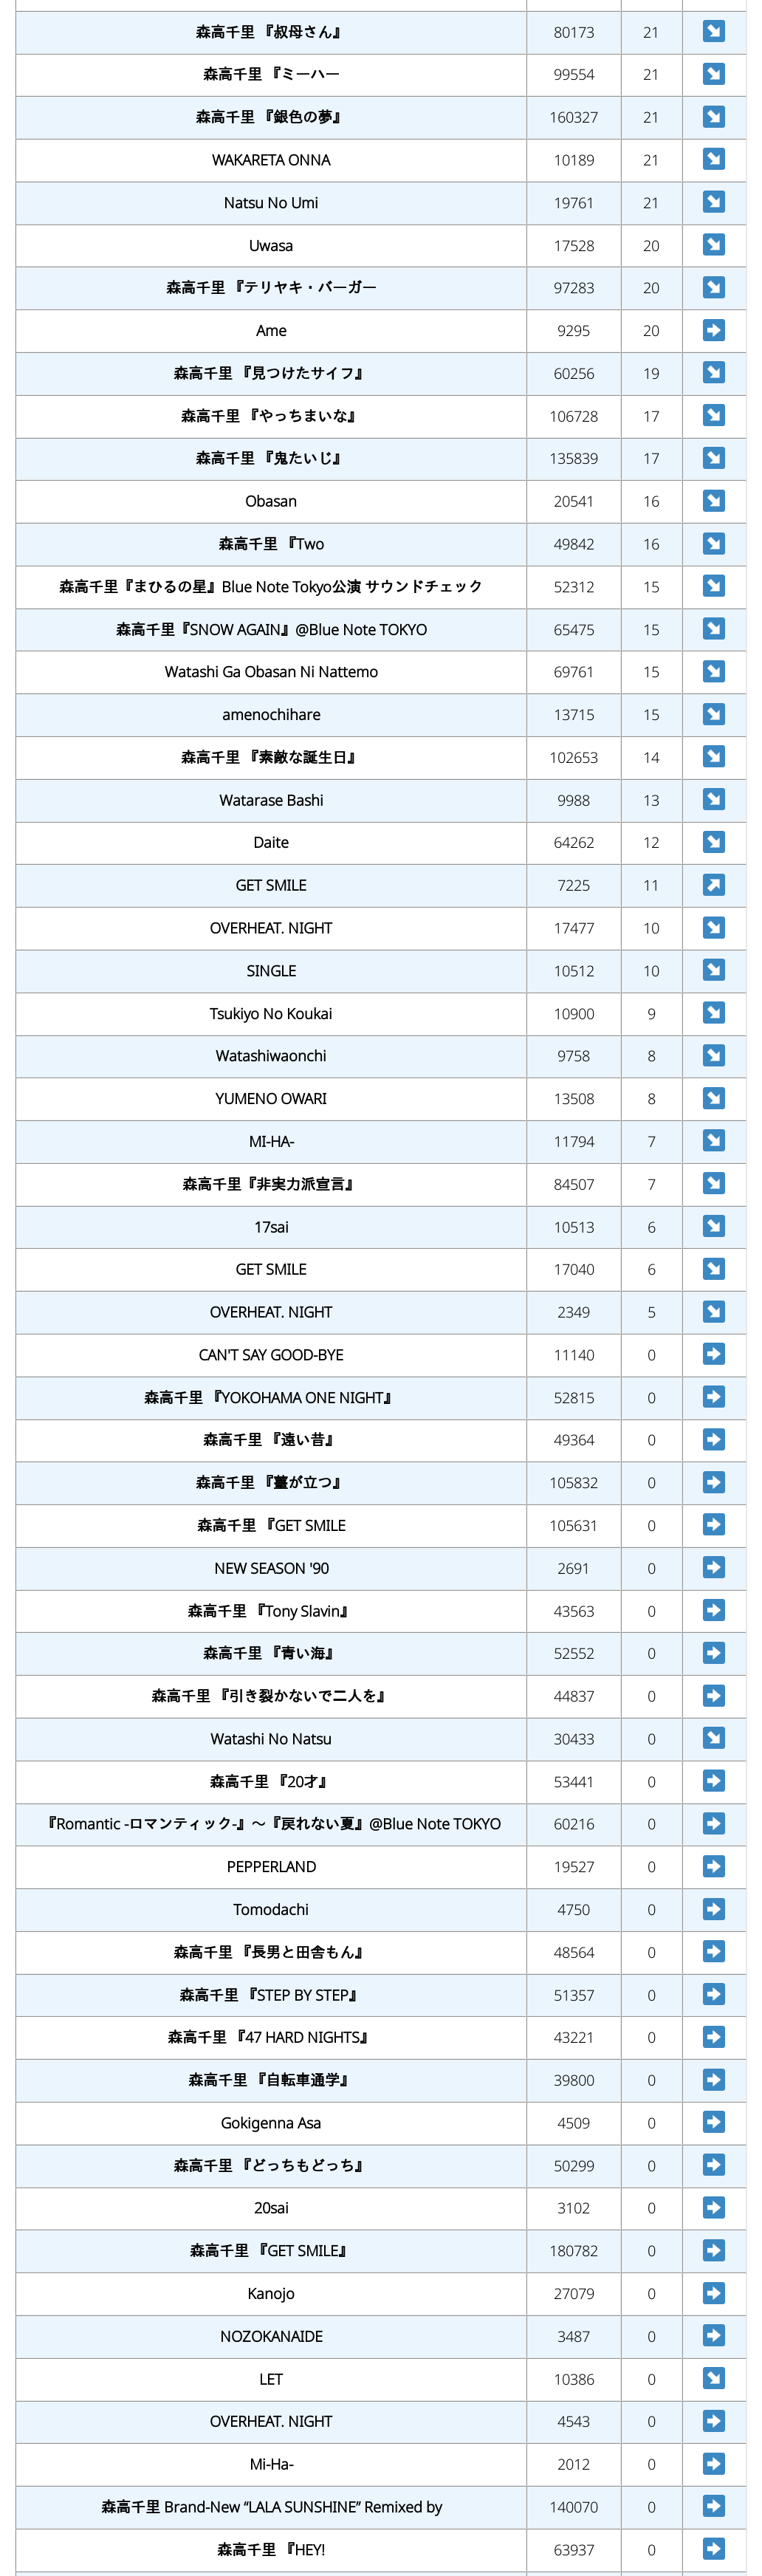 森高千里 『叔母さん』 80173 21 ↘
森高千里 『ミーハー 99554 21 ↘
森高千里 『銀色の夢』 160327 21 ↘
WAKARETA ONNA 10189 21 ↘
Natsu No Umi 19761 21 ↘
Uwasa 17528 20 ↘
森高千里 『テリヤキ・バーガー 97283 20 ↘
Ame 9295 20 ➡
森高千里 『見つけたサイフ』 60256 19 ↘
森高千里 『やっちまいな』 106728 17 ↘
森高千里 『鬼たいじ』 135839 17 ↘
Obasan 20541 16 ↘
森高千里 『Two 49842 16 ↘
森高千里『まひるの星』Blue Note Tokyo公演 サウンドチェック 52312 15 ↘
森高千里『SNOW AGAIN』@Blue Note TOKYO 65475 15 ↘
Watashi Ga Obasan Ni Nattemo 69761 15 ↘
amenochihare 13715 15 ↘
森高千里 『素敵な誕生日』 102653 14 ↘
Watarase Bashi 9988 13 ↘
Daite 64262 12 ↘
GET SMILE 7225 11 ↗
OVERHEAT. NIGHT 17477 10 ↘
SINGLE 10512 10 ↘
Tsukiyo No Koukai 10900 9 ↘
Watashiwaonchi 9758 8 ↘
YUMENO OWARI 13508 8 ↘
MI-HA- 11794 7 ↘
森高千里『非実力派宣言』 84507 7 ↘
17sai 10513 6 ↘
GET SMILE 17040 6 ↘
OVERHEAT. NIGHT 2349 5 ↘
CAN'T SAY GOOD-BYE 11140 0 ➡
森高千里 『YOKOHAMA ONE NIGHT』 52815 0 ➡
森高千里 『遠い昔』 49364 0 ➡
森高千里 『薹が立つ』 105832 0 ➡
森高千里 『GET SMILE 105631 0 ➡
NEW SEASON '90 2691 0 ➡
森高千里 『Tony Slavin』 43563 0 ➡
森高千里 『青い海』 52552 0 ➡
森高千里 『引き裂かないで二人を』 44837 0 ➡
Watashi No Natsu 30433 0 ↘
森高千里 『20才』 53441 0 ➡
『Romantic -ロマンティック-』～『戻れない夏』@Blue Note TOKYO 60216 0 ➡
PEPPERLAND 19527 0 ➡
Tomodachi 4750 0 ➡
森高千里 『長男と田舎もん』 48564 0 ➡
森高千里 『STEP BY STEP』 51357 0 ➡
森高千里 『47 HARD NIGHTS』 43221 0 ➡
森高千里 『自転車通学』 39800 0 ➡
Gokigenna Asa 4509 0 ➡
森高千里 『どっちもどっち』 50299 0 ➡
20sai 3102 0 ➡
森高千里 『GET SMILE』 180782 0 ➡
Kanojo 27079 0 ➡
NOZOKANAIDE 3487 0 ➡
LET 10386 0 ↘
OVERHEAT. NIGHT 4543 0 ➡
Mi-Ha- 2012 0 ➡
森高千里 Brand-New “LALA SUNSHINE” Remixed by 140070 0 ➡
森高千里 『HEY! 63937 0 ➡